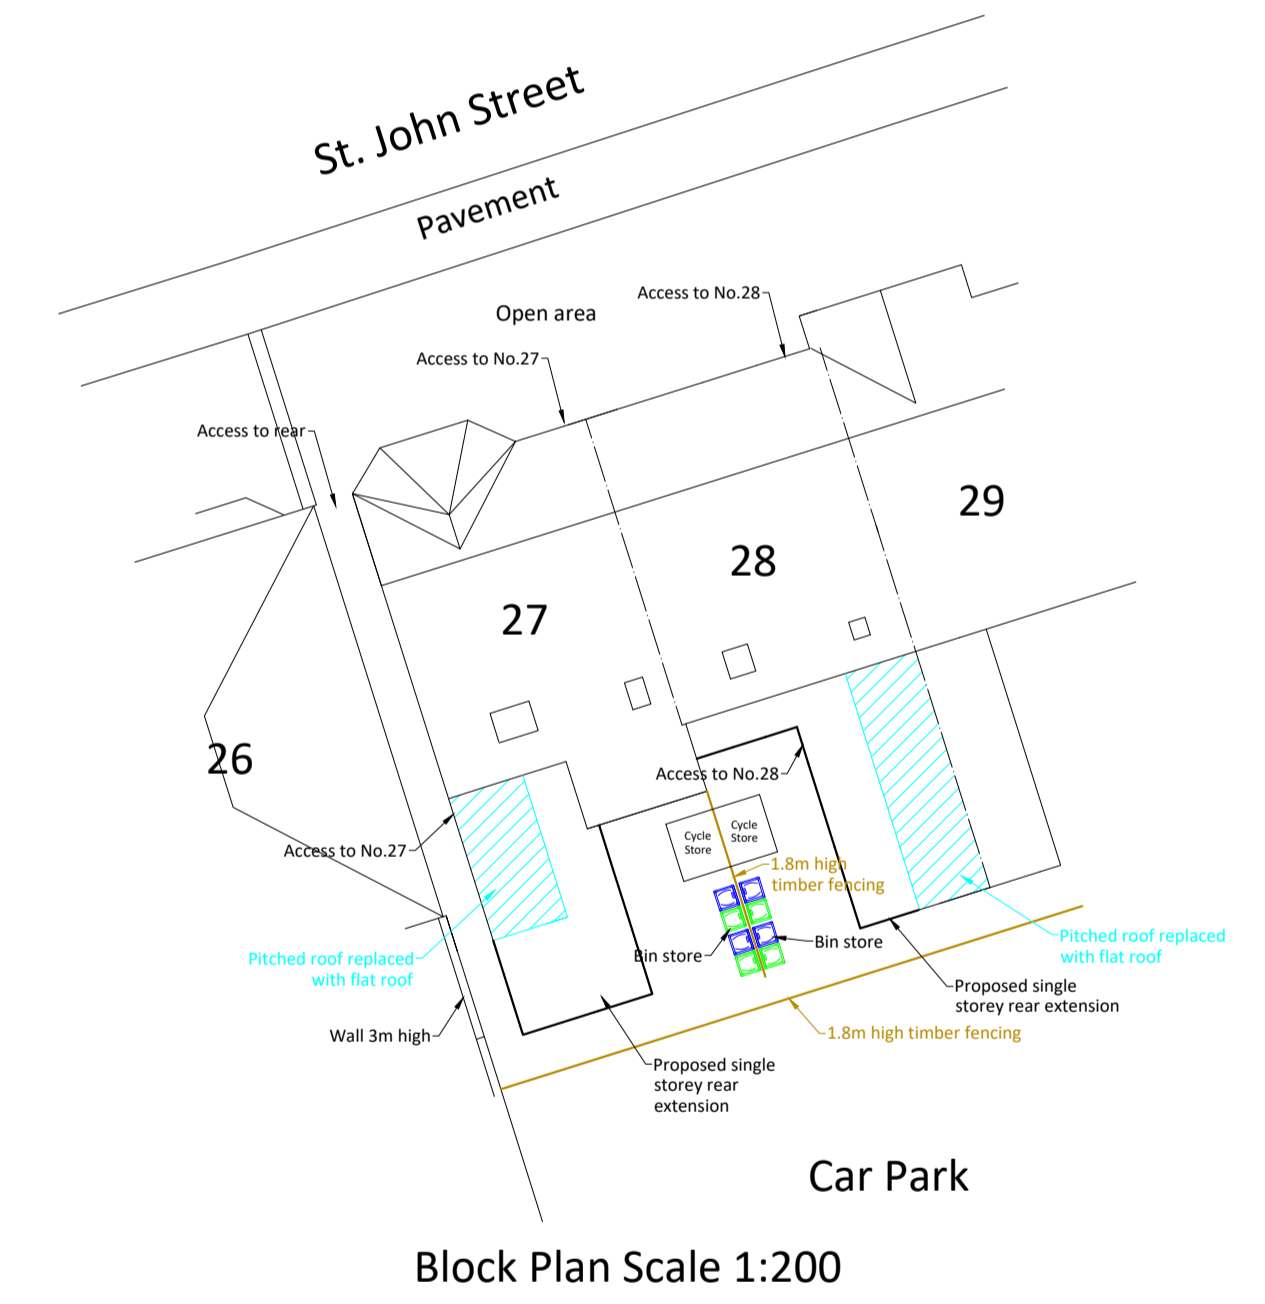 St. John Street
Pavement
Open area
Access to No.28
Access to No.27
Access to rear
29
28
27
26
Access to No.28
Cycle
Store
Cycle
Store
Access to No.27
1.8m high
timber fencing
Bin store
Bin store
Pitched roof replaced
with flat roof
Pitched roof replaced
with flat roof
Proposed single
storey rear extension
Wall 3m high
1.8m high timber fencing
Proposed single
storey rear
extension
Car Park
Block Plan Scale 1:200